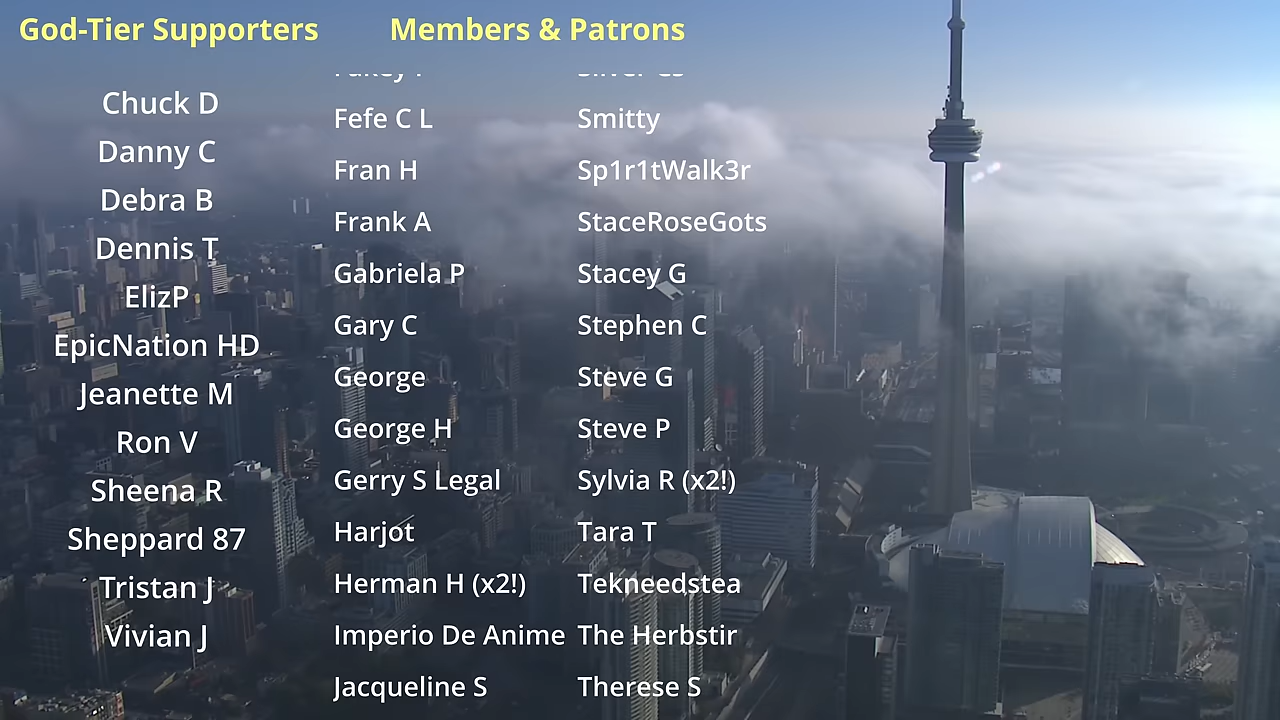 God-Tier Supporters
Chuck D
Danny C
Debra B
Dennis T
ElizP
EpicNation HD
Jeanette M
Ron V
Sheena R
Sheppard 87
Tristan J
Vivian J
Members & Patrons
Fefe C L
Fran H
Frank A
Gabriela P
Gary C
George
George H
Gerry S Legal
Harjot
Herman H (x2!)
Imperio De Anime
Jacqueline S
Smitty
Sp1r1tWalk3r
StaceRoseGots
Stacey G
Stephen C
Steve G
Steve P
Sylvia R (x2!)
Tara T
Tekneedstea
The Herbstir
Therese S